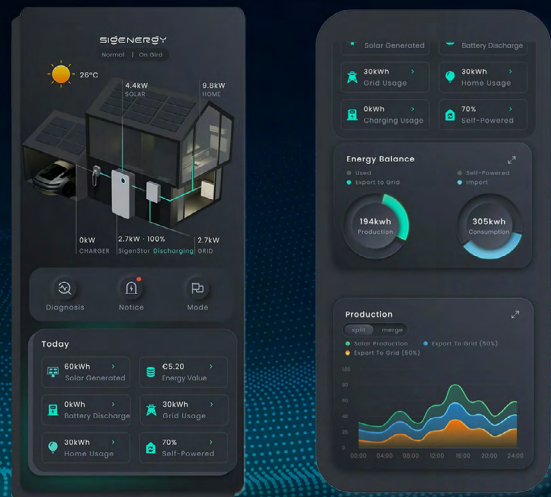 SIGENERGY
Normal | On Gird
26°C
4.4kW
SOLAR
9.8kW
HOME
0kW
CHARGER
2.7kW · 100%
SigenStor Discharging
2.7kW
GRID
Diagnosis
Notice
Mode
Today
60kWh
Solar Generated
€5.20
Energy Value
0kWh
Battery Discharge
30kWh
Grid Usage
30kWh
Home Usage
70%
Self-Powered
Solar Generated
Battery Discharge
30kWh
Grid Usage
30kWh
Home Usage
0kWh
Charging Usage
70%
Self-Powered
Energy Balance
Used
Export to Grid
Self-Powered
Import
194kwh
Production
305kwh
Consumption
Production
split
merge
Solar Production
Export To Grid (50%)
Export To Grid (50%)
100
80
60
40
20
0
00:00 04:00 08:00 12:00 16:00 20:00 24:00